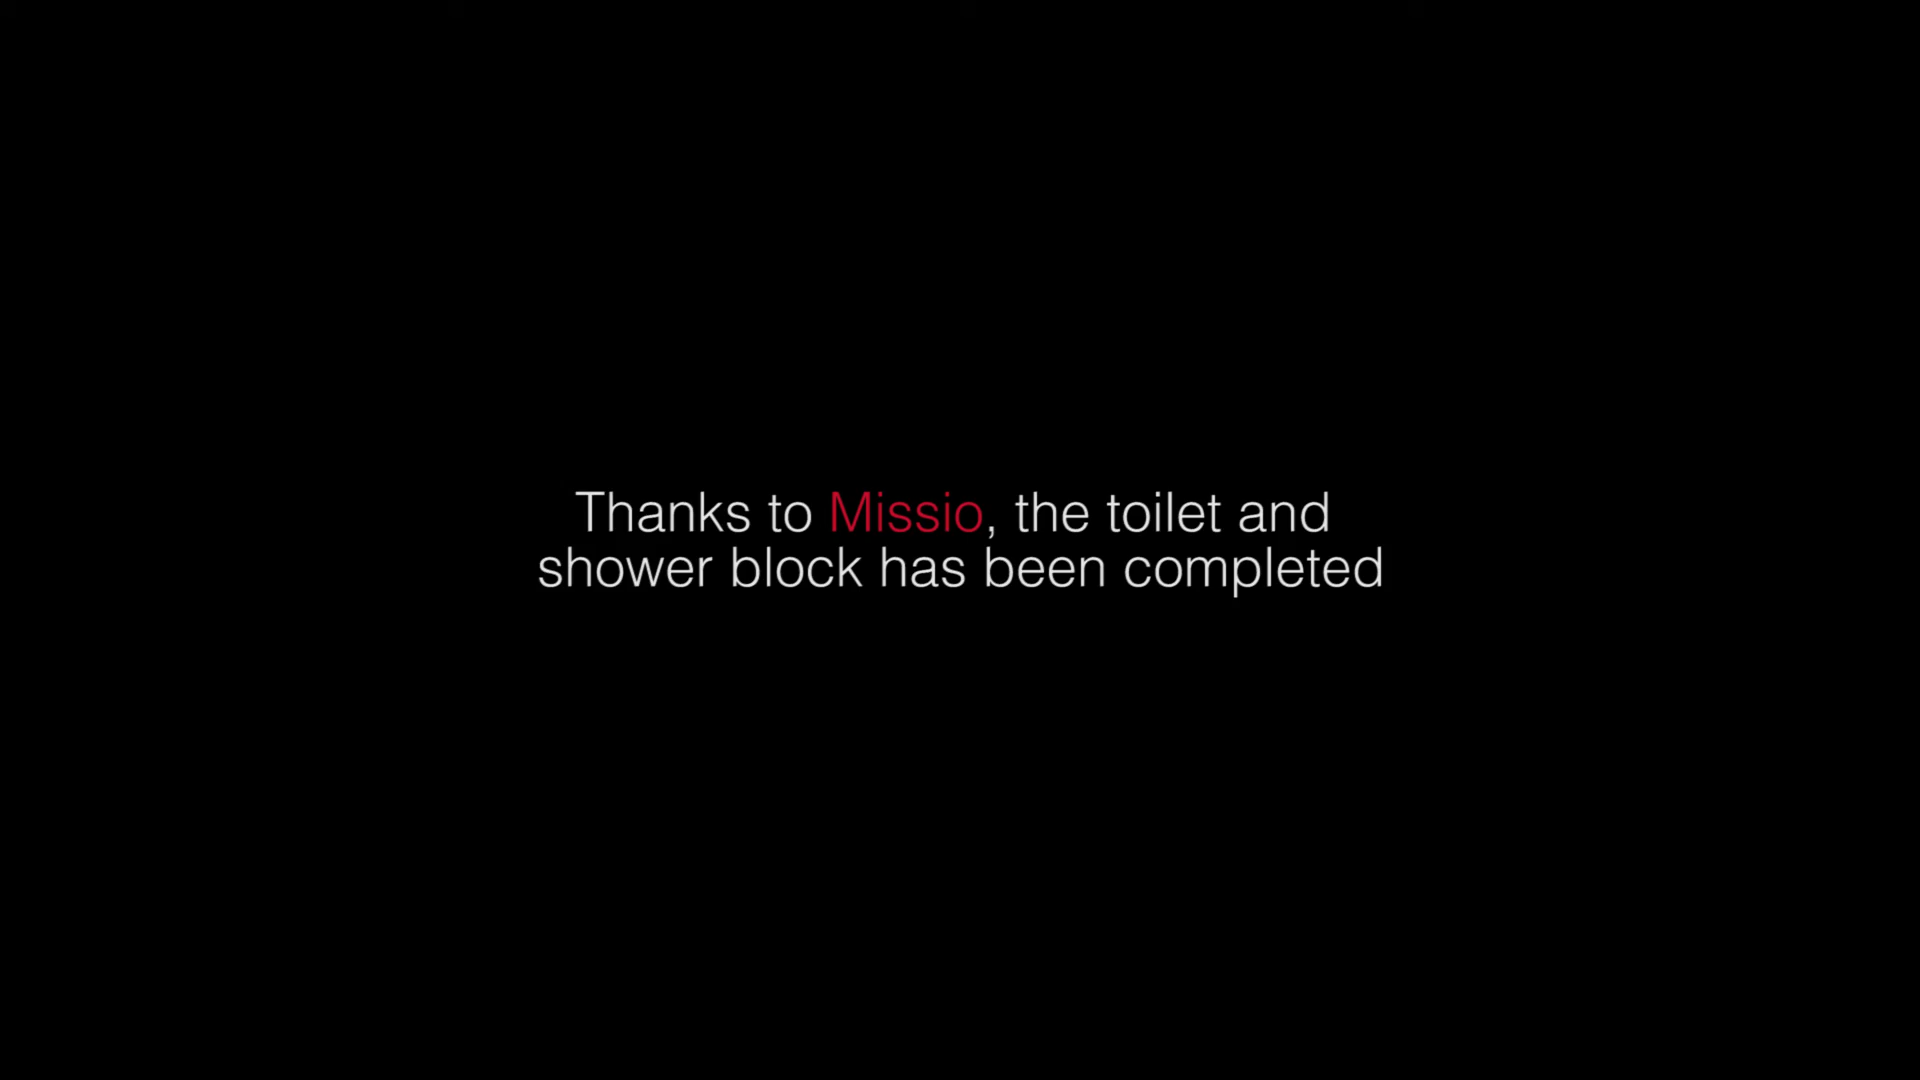 Thanks to Missio, the toilet and
shower block has been completed